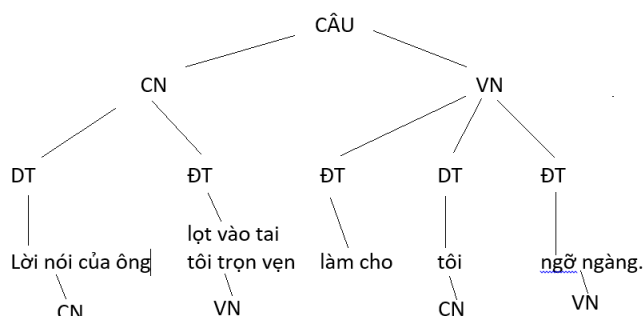 CÂU
CN VN
DT ĐT ĐT DT ĐT
lọt vào tai
Lời nói của ông tôi trọn vẹn làm cho tôi ngỡ ngàng.
CN VN CN VN